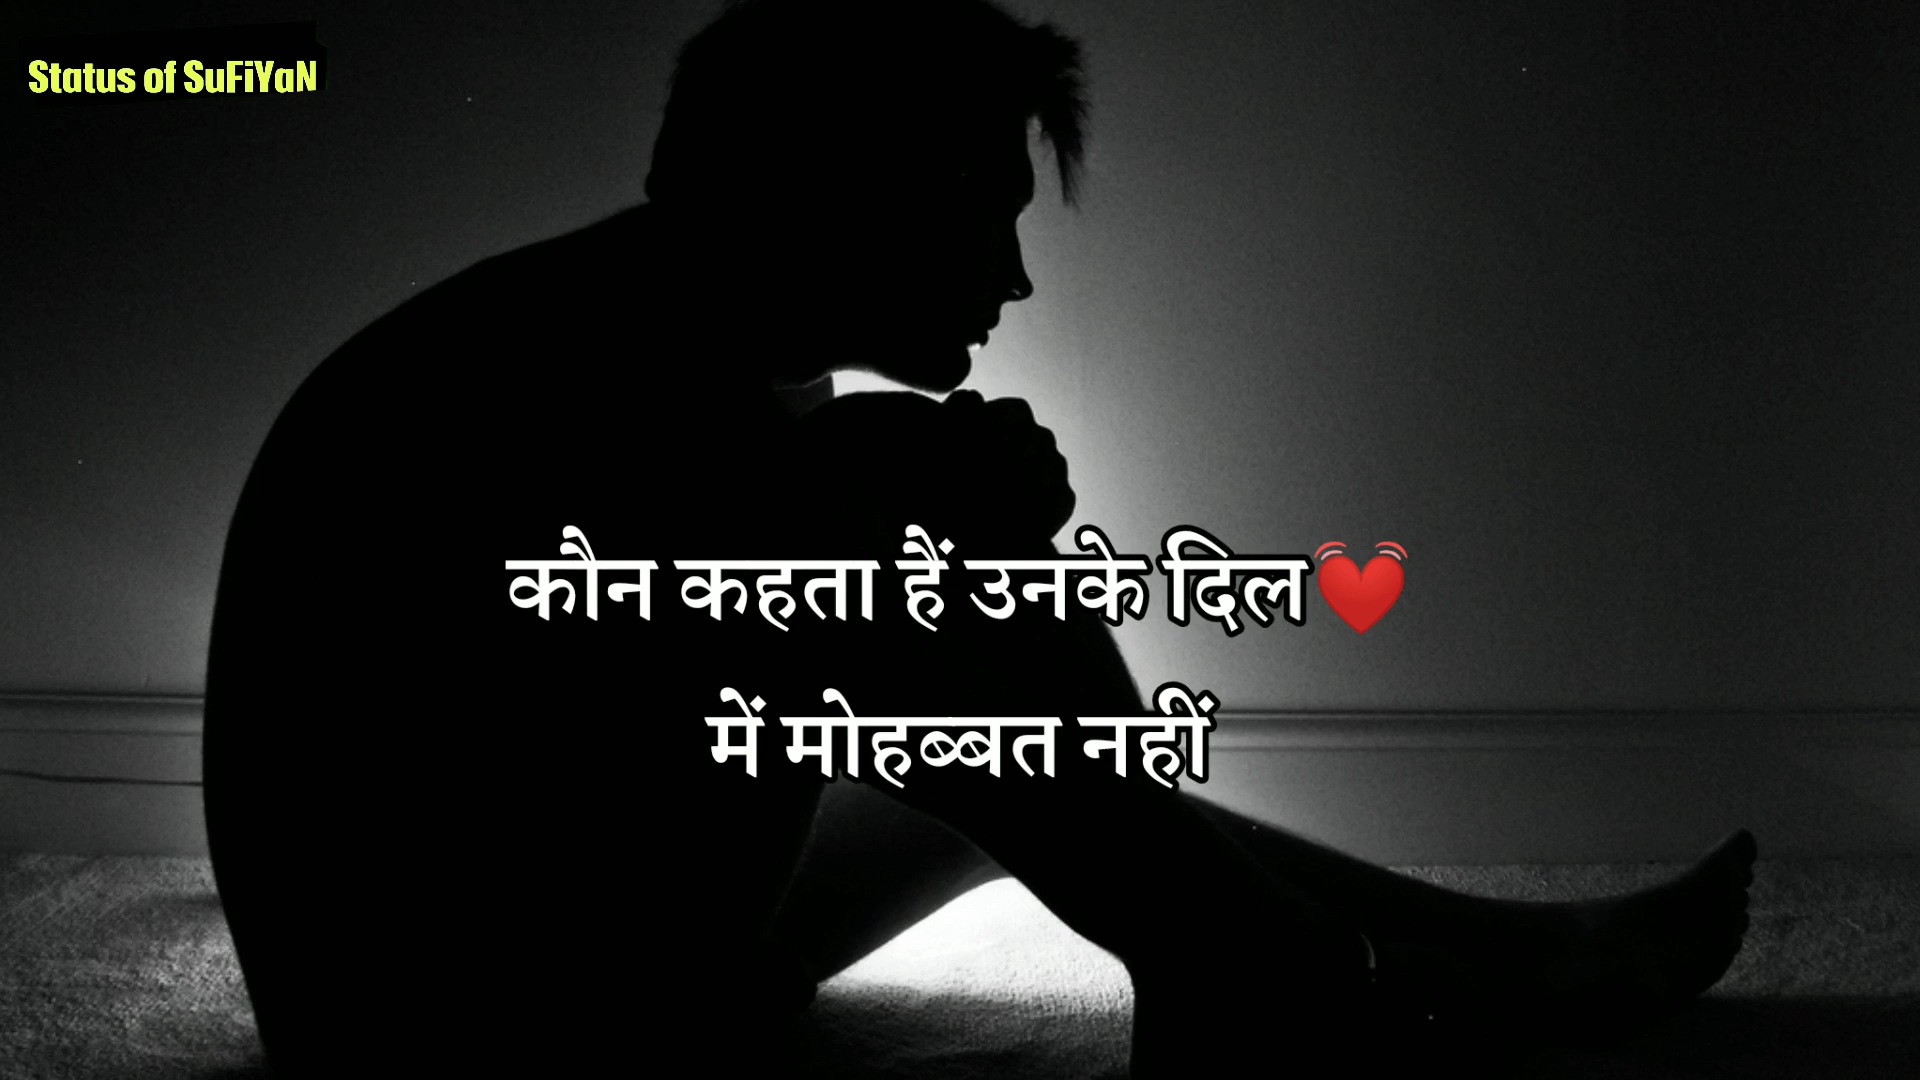 Status of SuFiYaN
कौन कहता हैं उनके दिल💓
में मोहब्बत नहीं